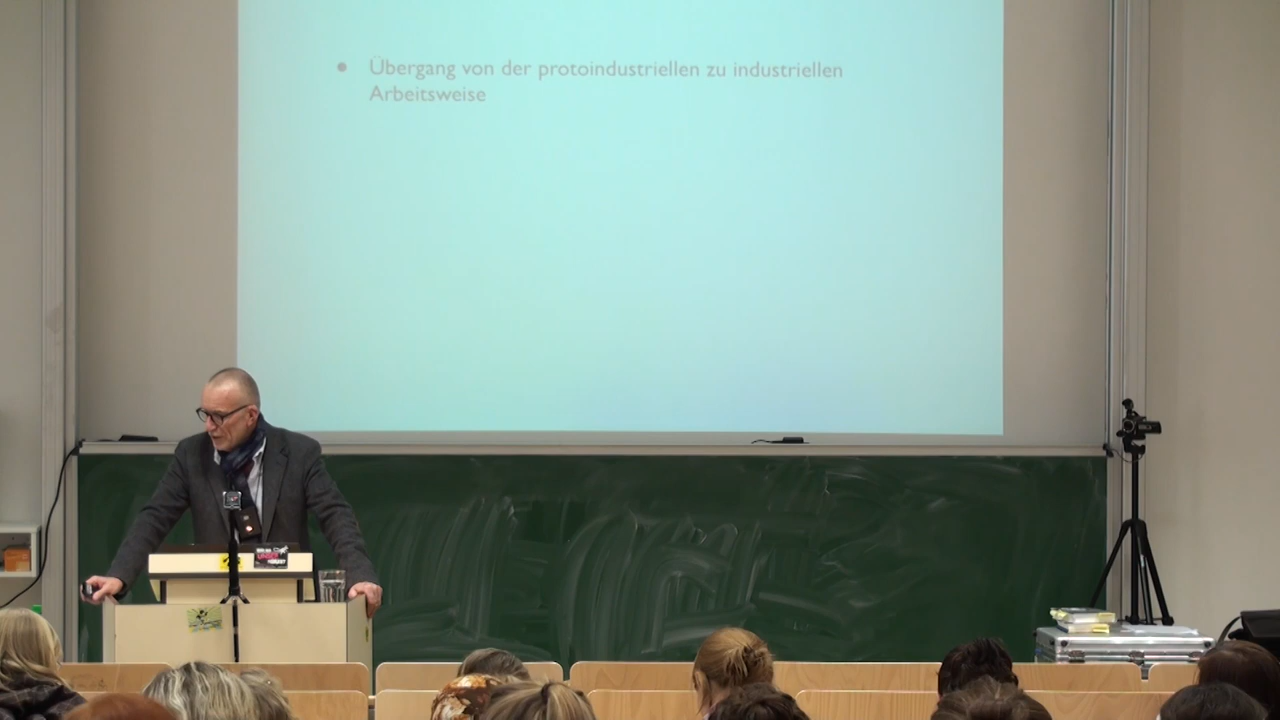 • Übergang von der protoindustriellen zu industriellen
Arbeitsweise